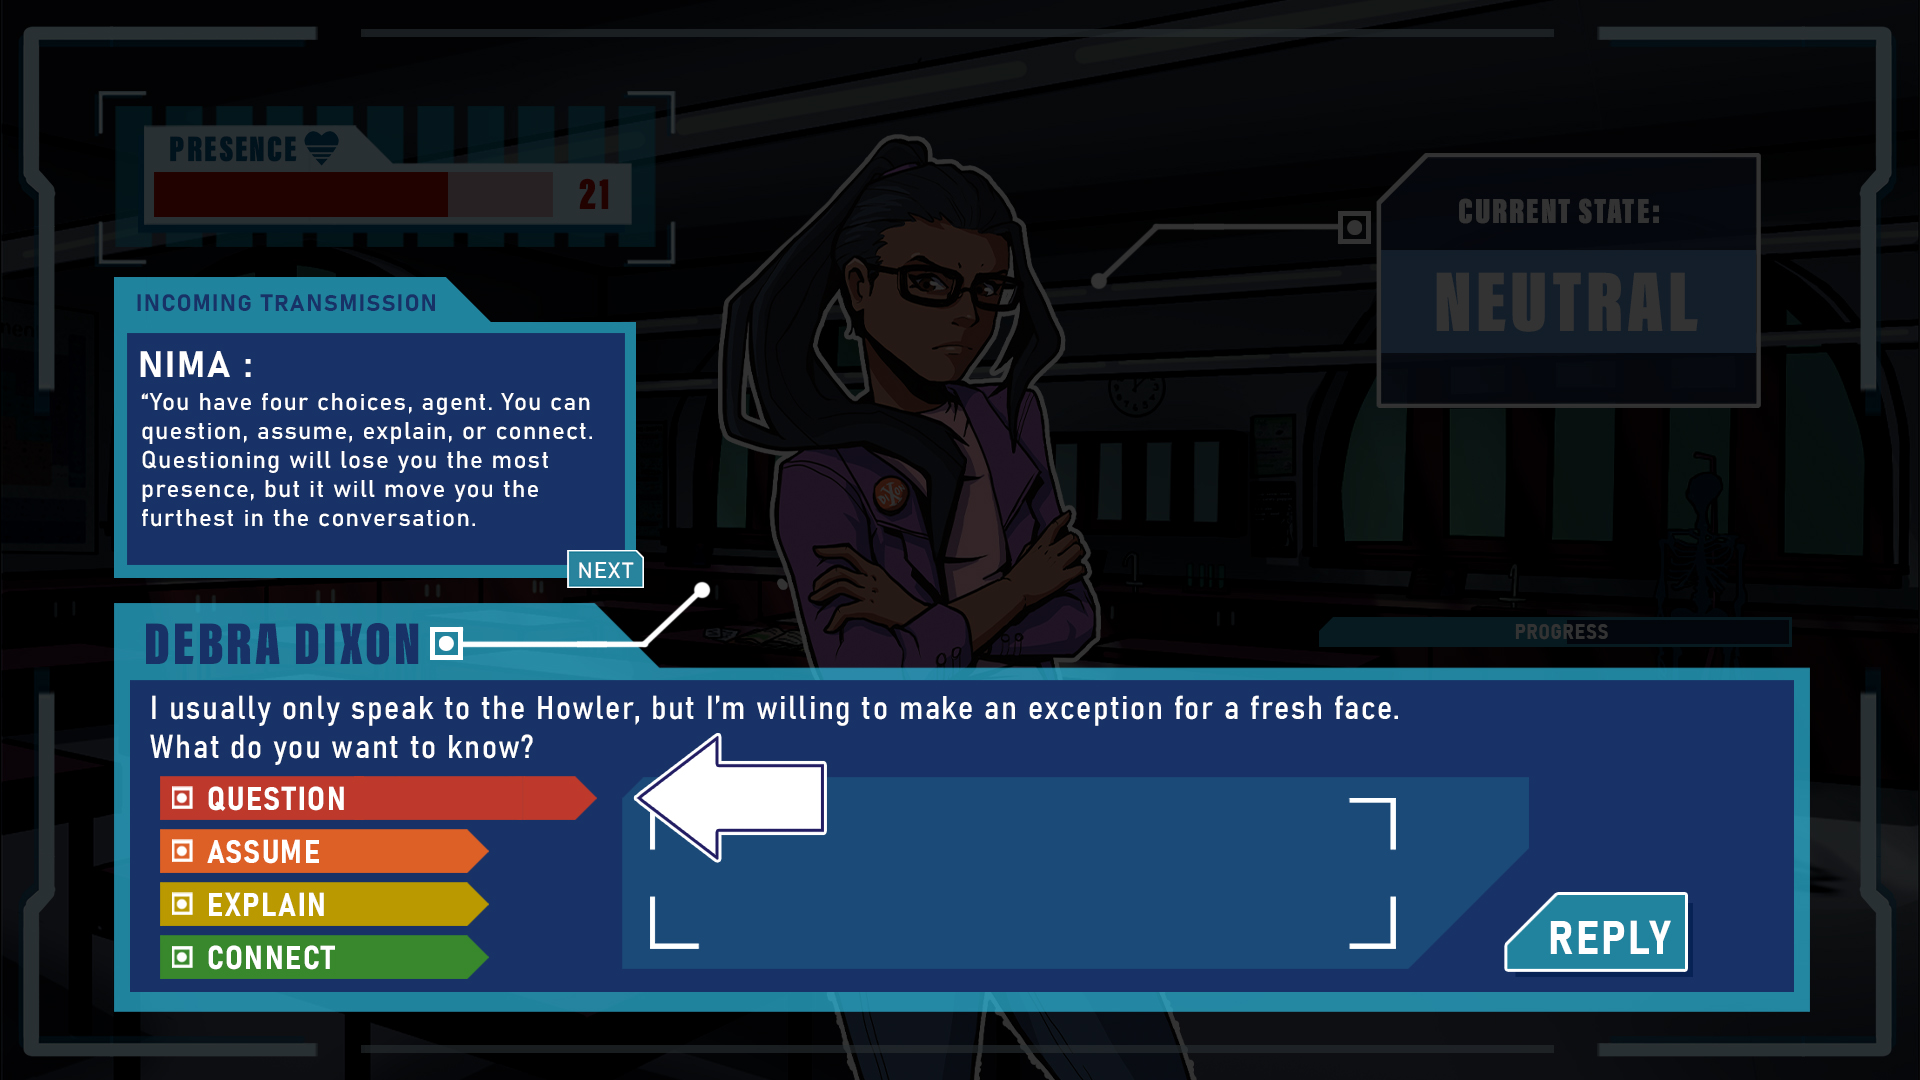 PRESENCE
21
CURRENT STATE:
NEUTRAL
INCOMING TRANSMISSION
NIMA :
“You have four choices, agent. You can
question, assume, explain, or connect.
Questioning will lose you the most
presence, but it will move you the
furthest in the conversation.
NEXT
DIXON
PROGRESS
DEBRA DIXON
I usually only speak to the Howler, but I’m willing to make an exception for a fresh face.
What do you want to know?
QUESTION
ASSUME
EXPLAIN
CONNECT
REPLY